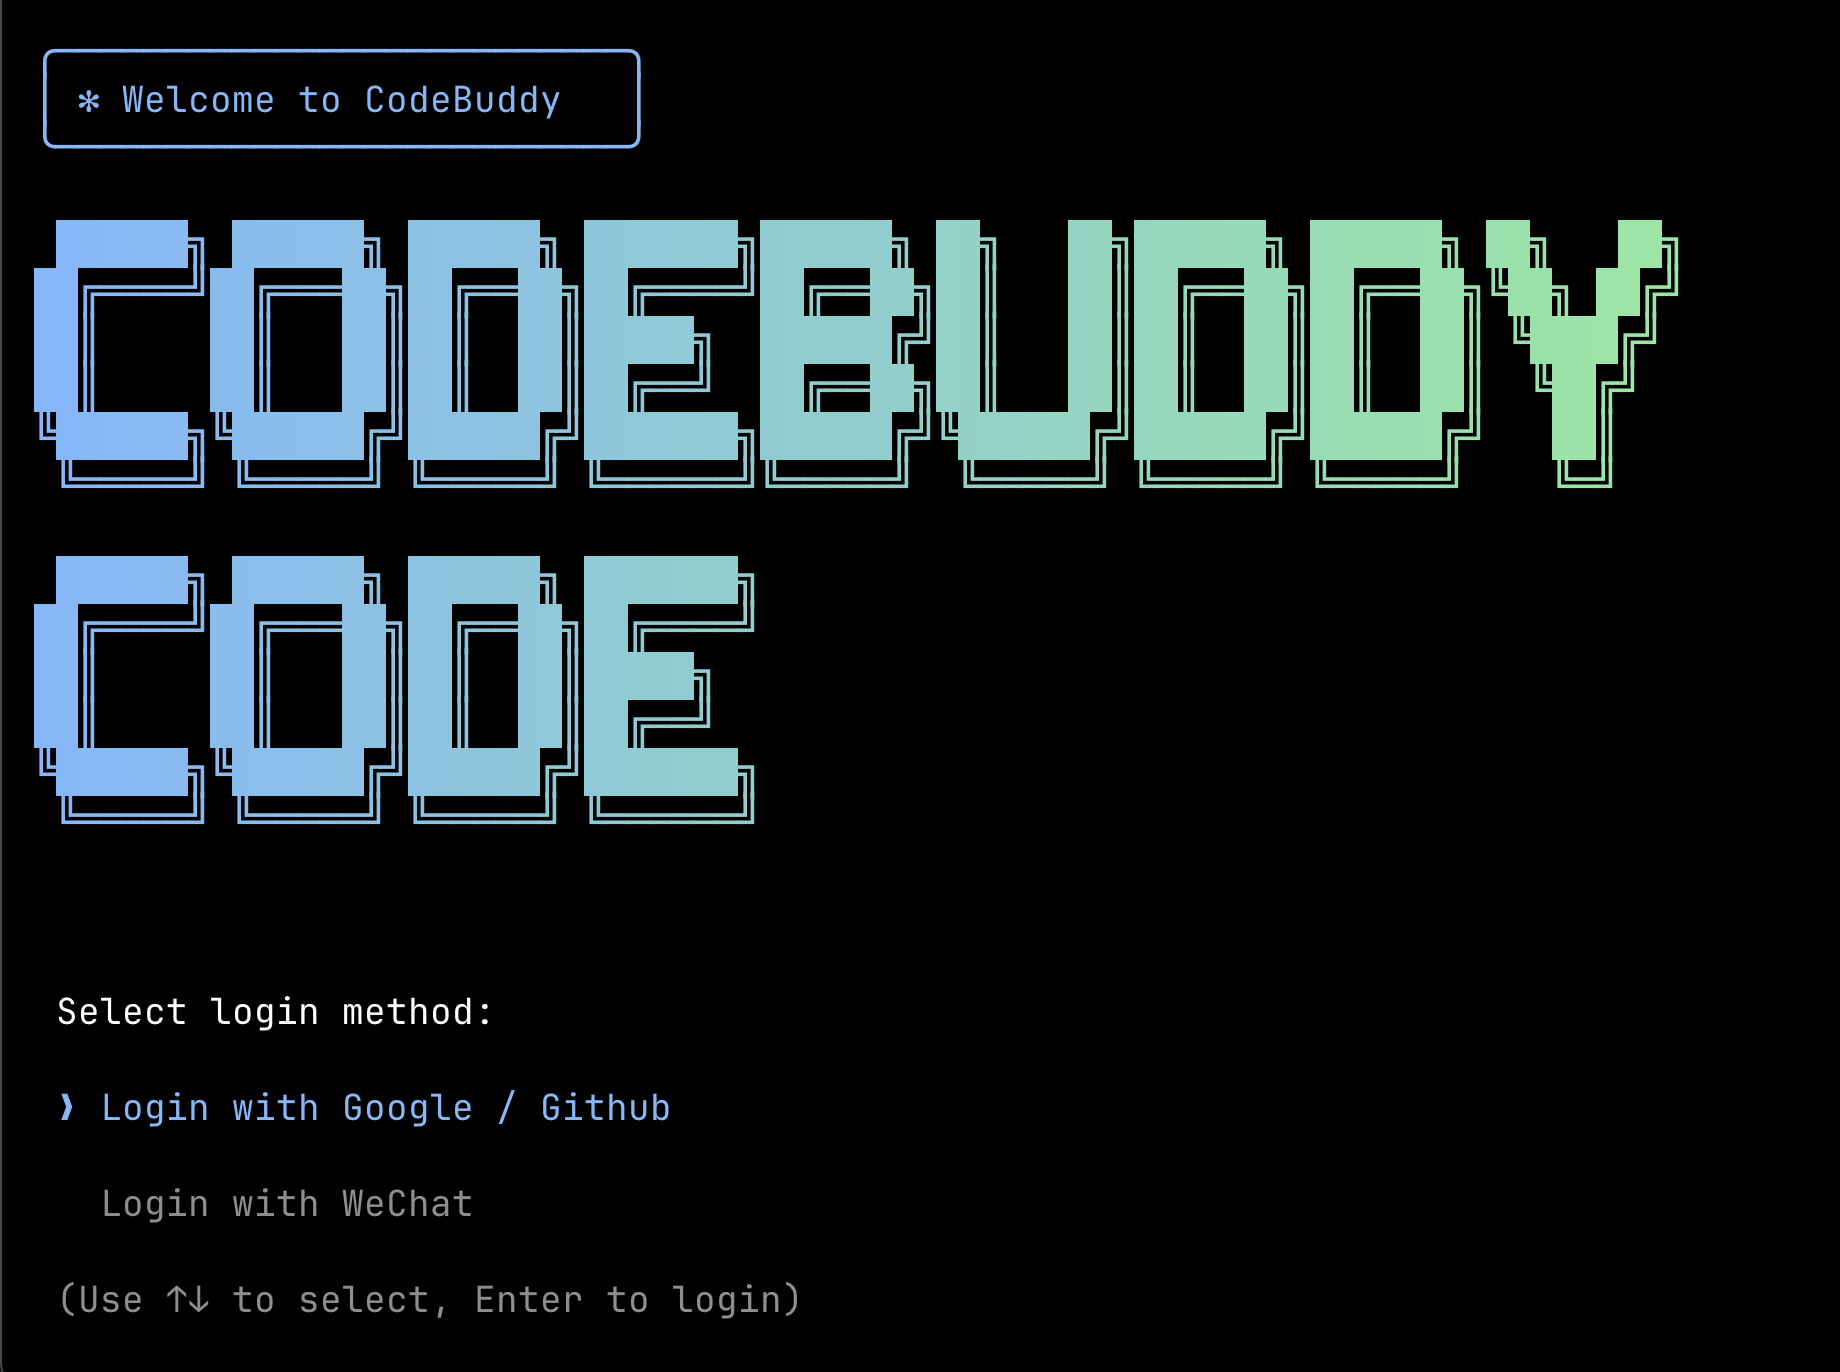 ✻ Welcome to CodeBuddy
CODEBUDDY
CODE
Select login method:
❯ Login with Google / Github
Login with WeChat
(Use ↑↓ to select, Enter to login)